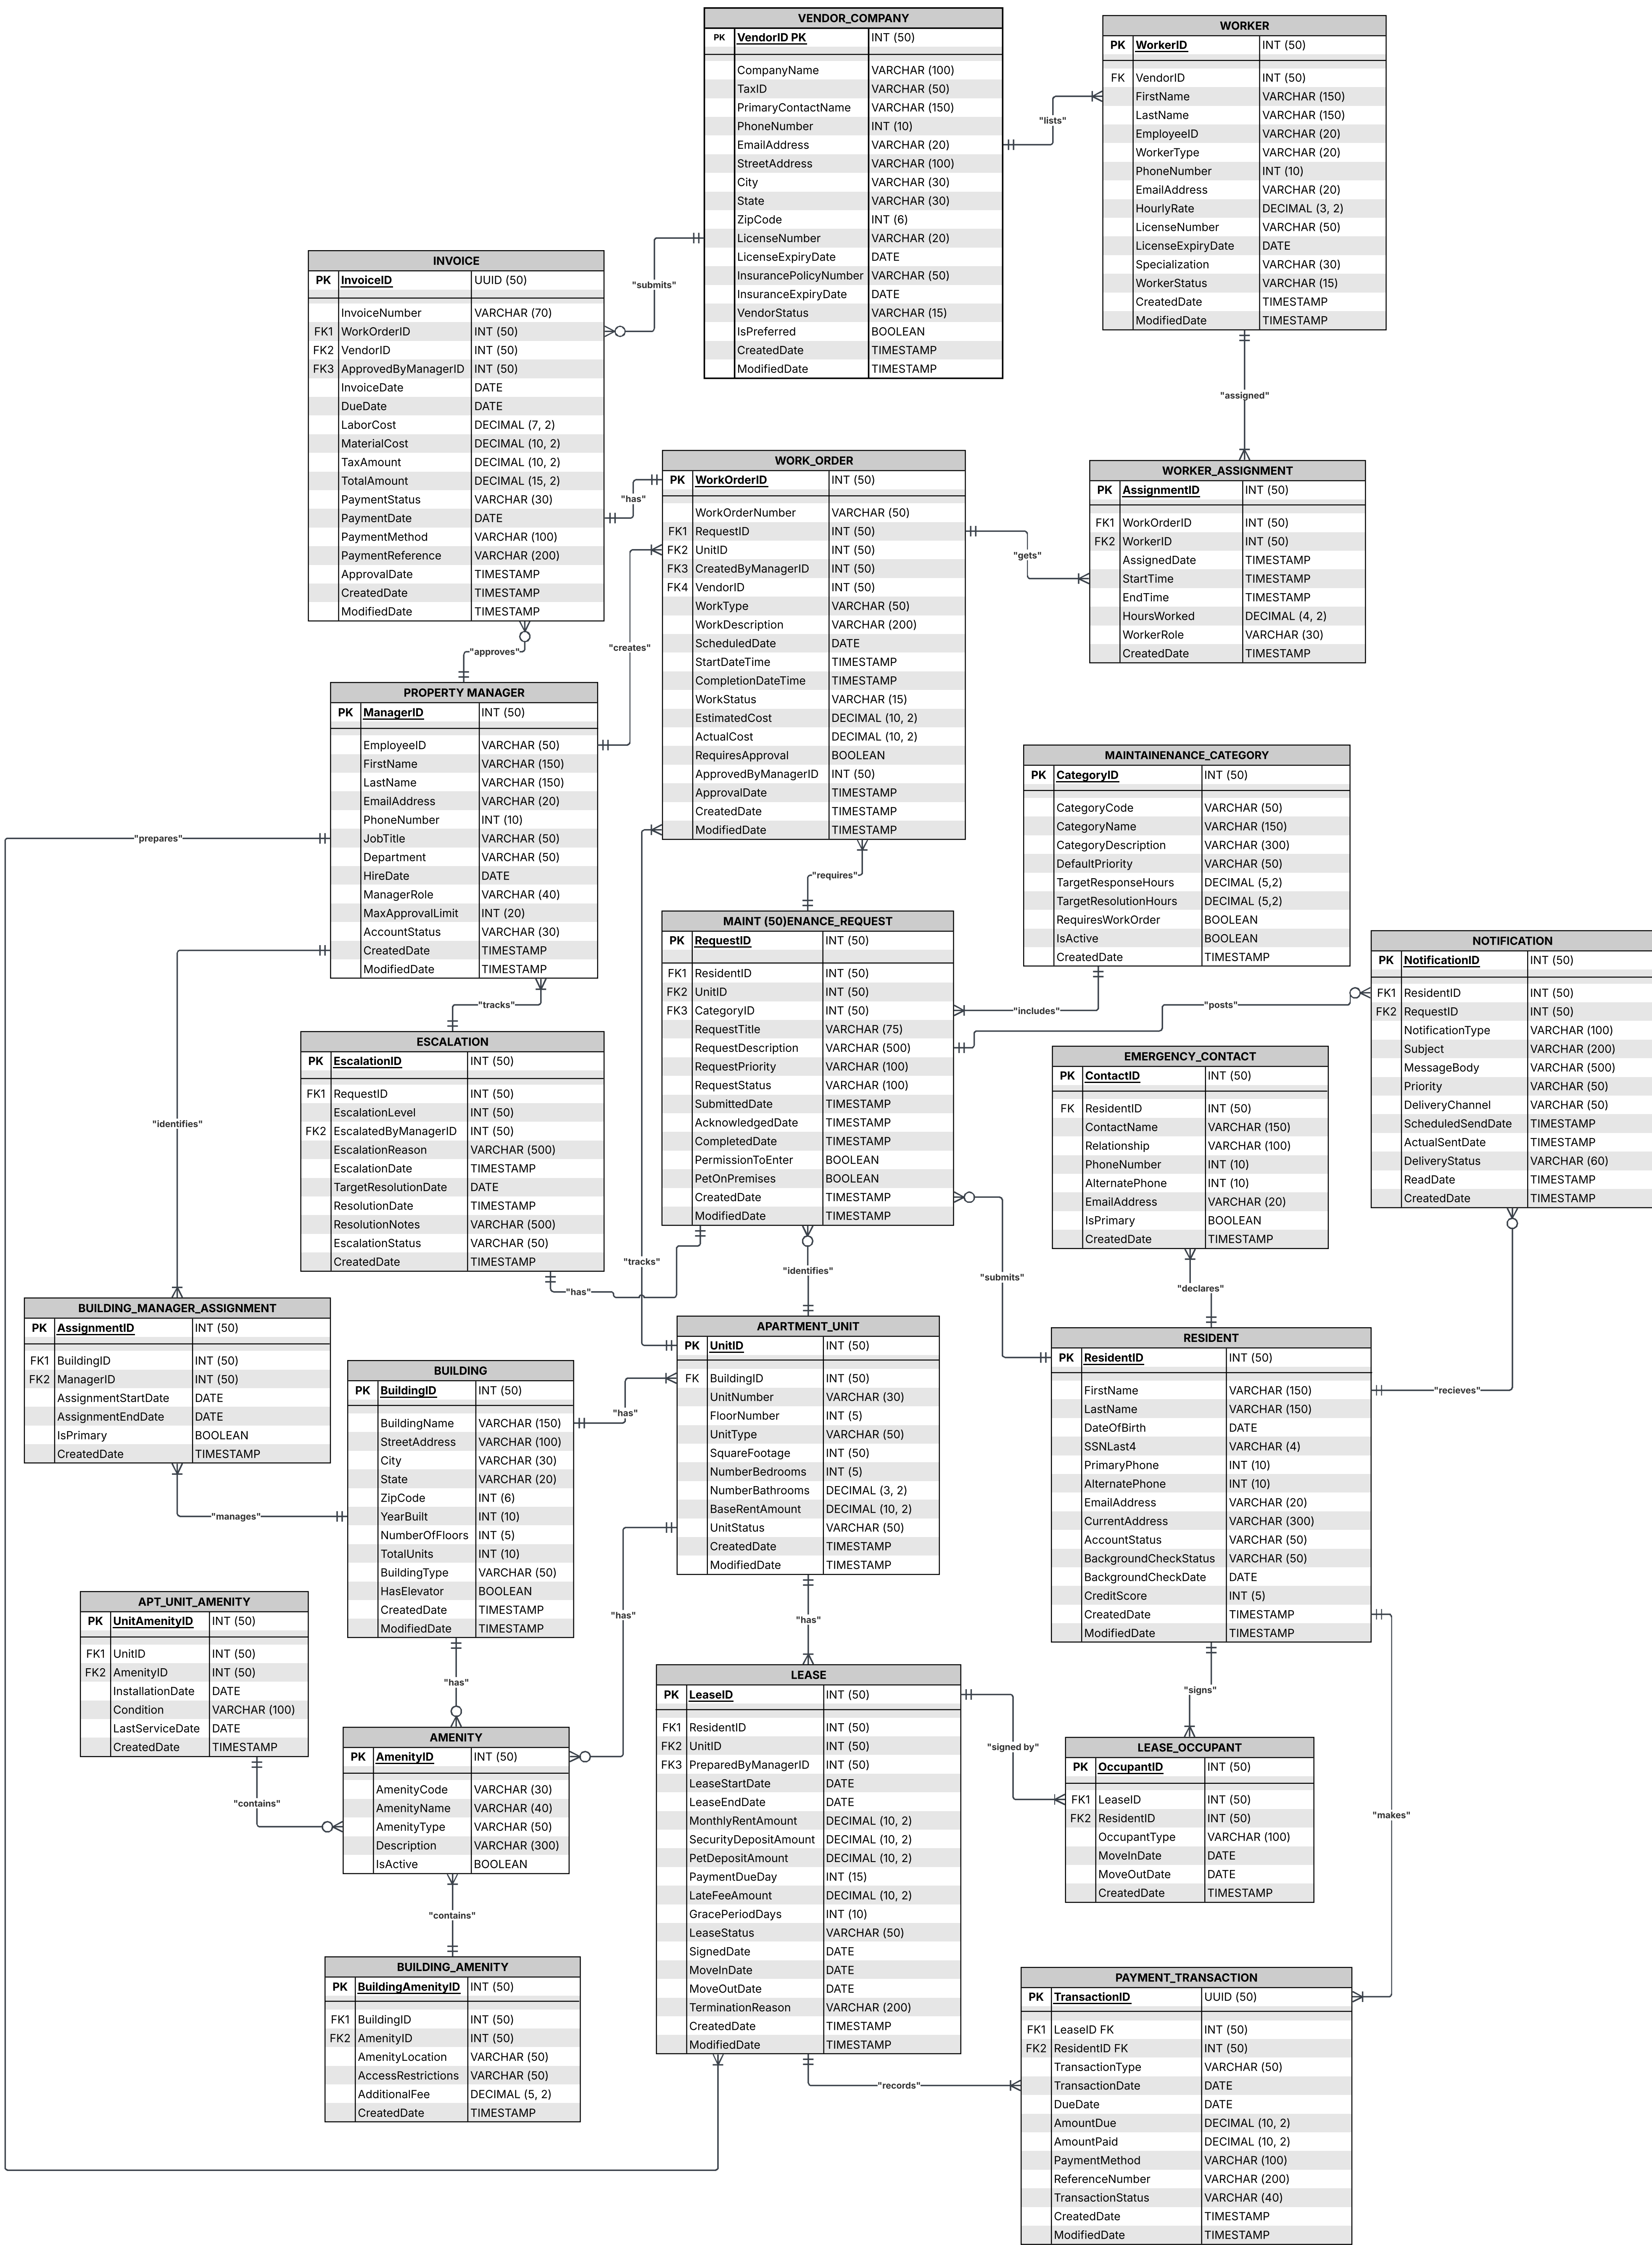 VENDOR_COMPANY
PK VendorID PK INT (50)
CompanyName VARCHAR (100)
TaxID VARCHAR (50)
PrimaryContactName VARCHAR (150)
PhoneNumber INT (10)
EmailAddress VARCHAR (20)
StreetAddress VARCHAR (100)
City VARCHAR (30)
State VARCHAR (30)
ZipCode INT (6)
LicenseNumber VARCHAR (20)
LicenseExpiryDate DATE
InsurancePolicyNumber VARCHAR (50)
InsuranceExpiryDate DATE
VendorStatus VARCHAR (15)
IsPreferred BOOLEAN
CreatedDate TIMESTAMP
ModifiedDate TIMESTAMP
"lists"
WORKER
PK WorkerID INT (50)
FK VendorID INT (50)
FirstName VARCHAR (150)
LastName VARCHAR (150)
EmployeeID VARCHAR (20)
WorkerType VARCHAR (20)
PhoneNumber INT (10)
EmailAddress VARCHAR (20)
HourlyRate DECIMAL (3, 2)
LicenseNumber VARCHAR (50)
LicenseExpiryDate DATE
Specialization VARCHAR (30)
WorkerStatus VARCHAR (15)
CreatedDate TIMESTAMP
ModifiedDate TIMESTAMP
"submits"
INVOICE
PK InvoiceID UUID (50)
InvoiceNumber VARCHAR (70)
FK1 WorkOrderID INT (50)
FK2 VendorID INT (50)
FK3 ApprovedByManagerID INT (50)
InvoiceDate DATE
DueDate DATE
LaborCost DECIMAL (7, 2)
MaterialCost DECIMAL (10, 2)
TaxAmount DECIMAL (10, 2)
TotalAmount DECIMAL (15, 2)
PaymentStatus VARCHAR (30)
PaymentDate DATE
PaymentMethod VARCHAR (100)
PaymentReference VARCHAR (200)
ApprovalDate TIMESTAMP
CreatedDate TIMESTAMP
ModifiedDate TIMESTAMP
"assigned"
"has"
WORK_ORDER
PK WorkOrderID INT (50)
WorkOrderNumber VARCHAR (50)
FK1 RequestID INT (50)
FK2 UnitID INT (50)
FK3 CreatedByManagerID INT (50)
FK4 VendorID INT (50)
WorkType VARCHAR (50)
WorkDescription VARCHAR (200)
ScheduledDate DATE
StartDateTime TIMESTAMP
CompletionDateTime TIMESTAMP
WorkStatus VARCHAR (15)
EstimatedCost DECIMAL (10, 2)
ActualCost DECIMAL (10, 2)
RequiresApproval BOOLEAN
ApprovedByManagerID INT (50)
ApprovalDate TIMESTAMP
CreatedDate TIMESTAMP
ModifiedDate TIMESTAMP
"gets"
WORKER_ASSIGNMENT
PK AssignmentID INT (50)
FK1 WorkOrderID INT (50)
FK2 WorkerID INT (50)
AssignedDate TIMESTAMP
StartTime TIMESTAMP
EndTime TIMESTAMP
HoursWorked DECIMAL (4, 2)
WorkerRole VARCHAR (30)
CreatedDate TIMESTAMP
"approves"
"creates"
PROPERTY MANAGER
PK ManagerID INT (50)
EmployeeID VARCHAR (50)
FirstName VARCHAR (150)
LastName VARCHAR (150)
EmailAddress VARCHAR (20)
PhoneNumber INT (10)
JobTitle VARCHAR (50)
Department VARCHAR (50)
HireDate DATE
ManagerRole VARCHAR (40)
MaxApprovalLimit INT (20)
AccountStatus VARCHAR (30)
CreatedDate TIMESTAMP
ModifiedDate TIMESTAMP
"prepares"
"requires"
MAINTAINENANCE_CATEGORY
PK CategoryID INT (50)
CategoryCode VARCHAR (50)
CategoryName VARCHAR (150)
CategoryDescription VARCHAR (300)
DefaultPriority VARCHAR (50)
TargetResponseHours DECIMAL (5,2)
TargetResolutionHours DECIMAL (5,2)
RequiresWorkOrder BOOLEAN
IsActive BOOLEAN
CreatedDate TIMESTAMP
MAINT (50)ENANCE_REQUEST
PK RequestID INT (50)
FK1 ResidentID INT (50)
FK2 UnitID INT (50)
FK3 CategoryID INT (50)
RequestTitle VARCHAR (75)
RequestDescription VARCHAR (500)
RequestPriority VARCHAR (100)
RequestStatus VARCHAR (100)
SubmittedDate TIMESTAMP
AcknowledgedDate TIMESTAMP
CompletedDate TIMESTAMP
PermissionToEnter BOOLEAN
PetOnPremises BOOLEAN
CreatedDate TIMESTAMP
ModifiedDate TIMESTAMP
"includes"
"posts"
NOTIFICATION
PK NotificationID INT (50)
FK1 ResidentID INT (50)
FK2 RequestID INT (50)
NotificationType VARCHAR (100)
Subject VARCHAR (200)
MessageBody VARCHAR (500)
Priority VARCHAR (50)
DeliveryChannel VARCHAR (50)
ScheduledSendDate TIMESTAMP
ActualSentDate TIMESTAMP
DeliveryStatus VARCHAR (60)
ReadDate TIMESTAMP
CreatedDate TIMESTAMP
"tracks"
ESCALATION
PK EscalationID INT (50)
FK1 RequestID INT (50)
EscalationLevel INT (50)
FK2 EscalatedByManagerID INT (50)
EscalationReason VARCHAR (500)
EscalationDate TIMESTAMP
TargetResolutionDate DATE
ResolutionDate TIMESTAMP
ResolutionNotes VARCHAR (500)
EscalationStatus VARCHAR (50)
CreatedDate TIMESTAMP
EMERGENCY_CONTACT
PK ContactID INT (50)
FK ResidentID INT (50)
ContactName VARCHAR (150)
Relationship VARCHAR (100)
PhoneNumber INT (10)
AlternatePhone INT (10)
EmailAddress VARCHAR (20)
IsPrimary BOOLEAN
CreatedDate TIMESTAMP
"identifies"
"has"
"tracks"
"identifies"
"submits"
"declares"
"recieves"
BUILDING_MANAGER_ASSIGNMENT
PK AssignmentID INT (50)
FK1 BuildingID INT (50)
FK2 ManagerID INT (50)
AssignmentStartDate DATE
AssignmentEndDate DATE
IsPrimary BOOLEAN
CreatedDate TIMESTAMP
"manages"
BUILDING
PK BuildingID INT (50)
BuildingName VARCHAR (150)
StreetAddress VARCHAR (100)
City VARCHAR (30)
State VARCHAR (20)
ZipCode INT (6)
YearBuilt INT (10)
NumberOfFloors INT (5)
TotalUnits INT (10)
BuildingType VARCHAR (50)
HasElevator BOOLEAN
CreatedDate TIMESTAMP
ModifiedDate TIMESTAMP
"has"
APARTMENT_UNIT
PK UnitID INT (50)
FK BuildingID INT (50)
UnitNumber VARCHAR (30)
FloorNumber INT (5)
UnitType VARCHAR (50)
SquareFootage INT (50)
NumberBedrooms INT (5)
NumberBathrooms DECIMAL (3, 2)
BaseRentAmount DECIMAL (10, 2)
UnitStatus VARCHAR (50)
CreatedDate TIMESTAMP
ModifiedDate TIMESTAMP
RESIDENT
PK ResidentID INT (50)
FirstName VARCHAR (150)
LastName VARCHAR (150)
DateOfBirth DATE
SSNLast4 VARCHAR (4)
PrimaryPhone INT (10)
AlternatePhone INT (10)
EmailAddress VARCHAR (20)
CurrentAddress VARCHAR (300)
AccountStatus VARCHAR (50)
BackgroundCheckStatus VARCHAR (50)
BackgroundCheckDate DATE
CreditScore INT (5)
CreatedDate TIMESTAMP
ModifiedDate TIMESTAMP
APT_UNIT_AMENITY
PK UnitAmenityID INT (50)
FK1 UnitID INT (50)
FK2 AmenityID INT (50)
InstallationDate DATE
Condition VARCHAR (100)
LastServiceDate DATE
CreatedDate TIMESTAMP
"has"
"has"
"has"
"signs"
"contains"
AMENITY
PK AmenityID INT (50)
AmenityCode VARCHAR (30)
AmenityName VARCHAR (40)
AmenityType VARCHAR (50)
Description VARCHAR (300)
IsActive BOOLEAN
LEASE
PK LeaseID INT (50)
FK1 ResidentID INT (50)
FK2 UnitID INT (50)
FK3 PreparedByManagerID INT (50)
LeaseStartDate DATE
LeaseEndDate DATE
MonthlyRentAmount DECIMAL (10, 2)
SecurityDepositAmount DECIMAL (10, 2)
PetDepositAmount DECIMAL (10, 2)
PaymentDueDay INT (15)
LateFeeAmount DECIMAL (10, 2)
GracePeriodDays INT (10)
LeaseStatus VARCHAR (50)
SignedDate DATE
MoveInDate DATE
MoveOutDate DATE
TerminationReason VARCHAR (200)
CreatedDate TIMESTAMP
ModifiedDate TIMESTAMP
"signed by"
LEASE_OCCUPANT
PK OccupantID INT (50)
FK1 LeaseID INT (50)
FK2 ResidentID INT (50)
OccupantType VARCHAR (100)
MoveInDate DATE
MoveOutDate DATE
CreatedDate TIMESTAMP
"makes"
"contains"
BUILDING_AMENITY
PK BuildingAmenityID INT (50)
FK1 BuildingID INT (50)
FK2 AmenityID INT (50)
AmenityLocation VARCHAR (50)
AccessRestrictions VARCHAR (50)
AdditionalFee DECIMAL (5, 2)
CreatedDate TIMESTAMP
"records"
PAYMENT_TRANSACTION
PK TransactionID UUID (50)
FK1 LeaseID FK INT (50)
FK2 ResidentID FK INT (50)
TransactionType VARCHAR (50)
TransactionDate DATE
DueDate DATE
AmountDue DECIMAL (10, 2)
AmountPaid DECIMAL (10, 2)
PaymentMethod VARCHAR (100)
ReferenceNumber VARCHAR (200)
TransactionStatus VARCHAR (40)
CreatedDate TIMESTAMP
ModifiedDate TIMESTAMP